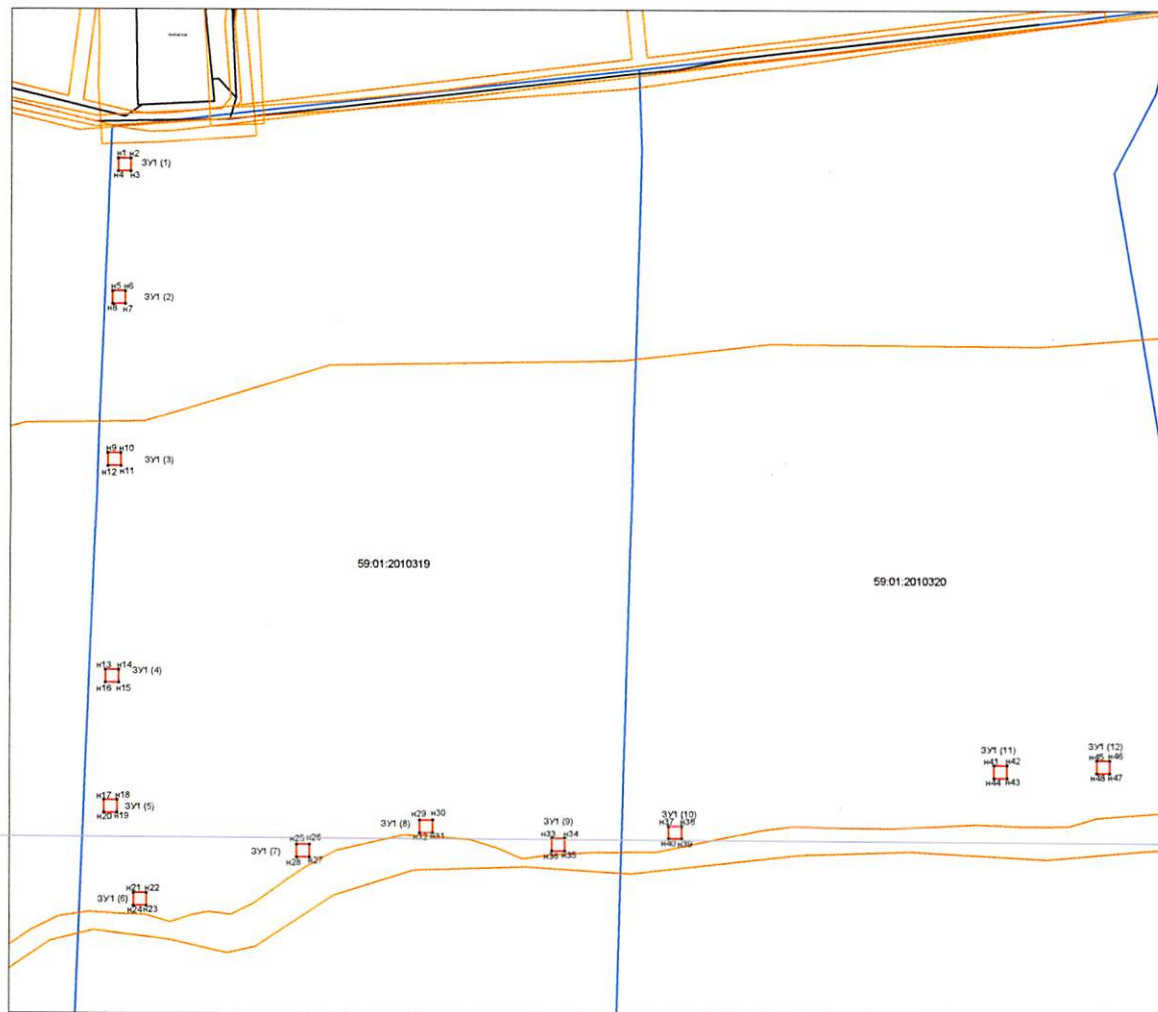 н1 н2
ЗУ1 (1)
н4 н3
н5 н6
ЗУ1 (2)
н8 н7
н9 н10
ЗУ1 (3)
н12 н11
59:01:2010319
59:01:2010320
н13 н14
ЗУ1 (4)
н16 н15
ЗУ1 (11)
н41 н42
н44 н43
ЗУ1 (12)
н45 н46
н48 н47
н17 н18
ЗУ1 (5)
н20 н19
н29 н30
ЗУ1 (8)
н32 н31
ЗУ1 (9)
н33 н34
н36 н35
ЗУ1 (10)
н37 н38
н40 н39
н25 н26
ЗУ1 (7)
н28 н27
н21 н22
ЗУ1 (6)
н24 н23